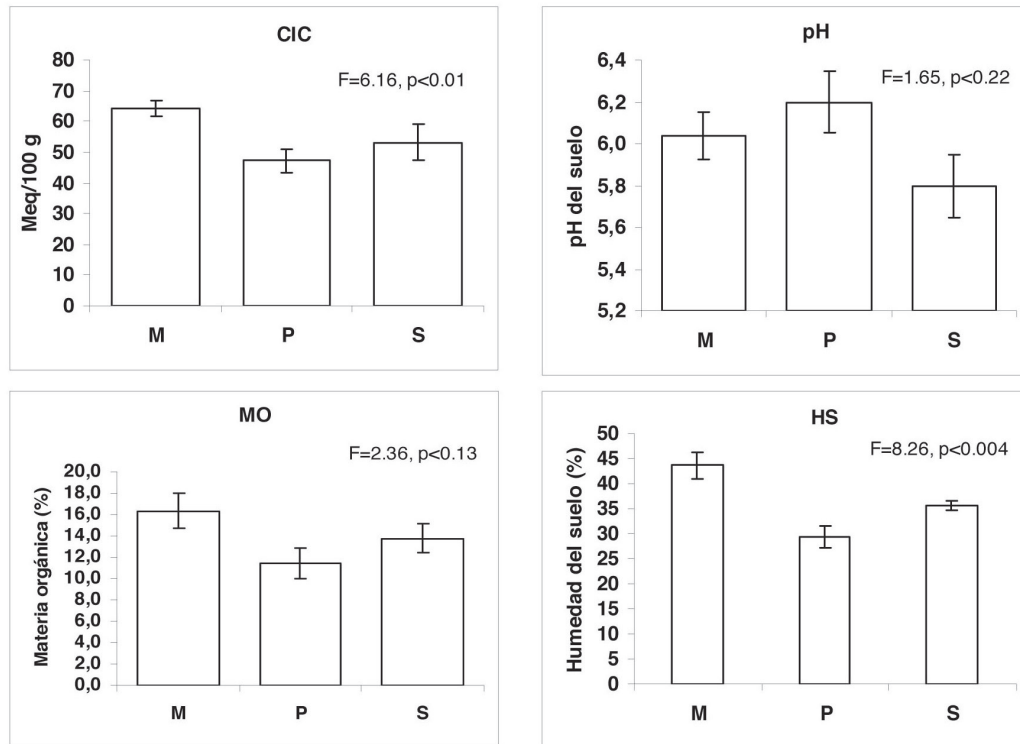 CIC
F=6.16, p<0.01
Meq/100 g
80
70
60
50
40
30
20
10
0
M P S
pH
F=1.65, p<0.22
pH del suelo
6,4
6,2
6,0
5,8
5,6
5,4
5,2
M P S
MO
F=2.36, p<0.13
Materia orgánica (%)
20,0
18,0
16,0
14,0
12,0
10,0
8,0
6,0
4,0
2,0
0,0
M P S
HS
F=8.26, p<0.004
Humedad del suelo (%)
50
45
40
35
30
25
20
15
10
5
0
M P S